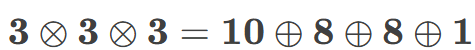 3 ⊗ 3 ⊗ 3 = 10 ⊕ 8 ⊕ 8 ⊕ 1